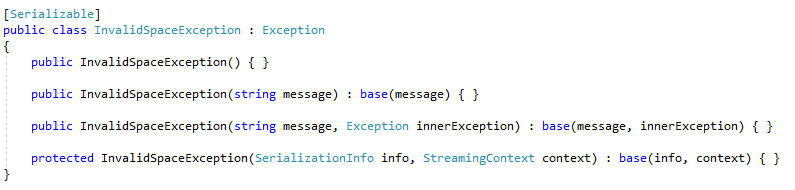 [Serializable]
public class InvalidSpaceException : Exception
{
    public InvalidSpaceException() { }
    public InvalidSpaceException(string message) : base(message) { }
    public InvalidSpaceException(string message, Exception innerException) : base(message, innerException) { }
    protected InvalidSpaceException(SerializationInfo info, StreamingContext context) : base(info, context) { }
}